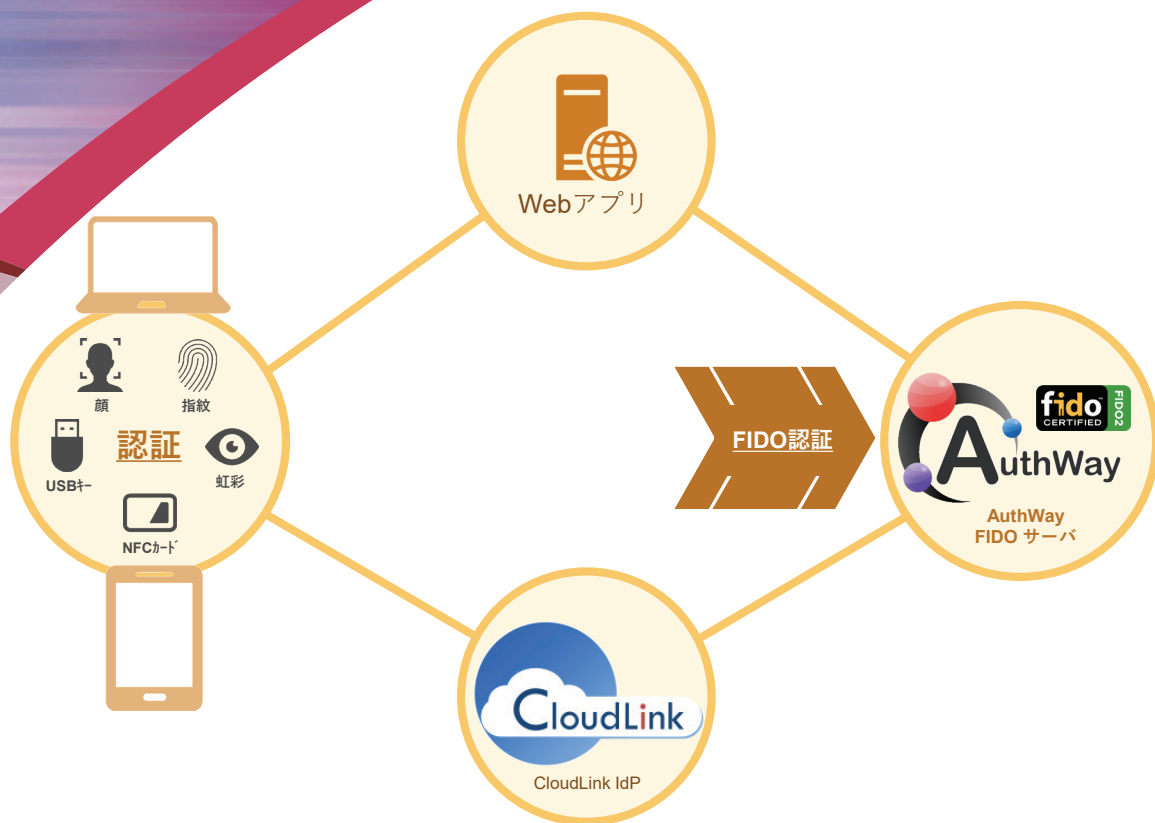 Webアプリ
顔
指紋
認証
USBｷｰ
虹彩
NFCｶｰﾄﾞ
FIDO認証
fido
CERTIFIED
FIDO2
AuthWay
AuthWay
FIDO サーバ
CloudLink
CloudLink IdP